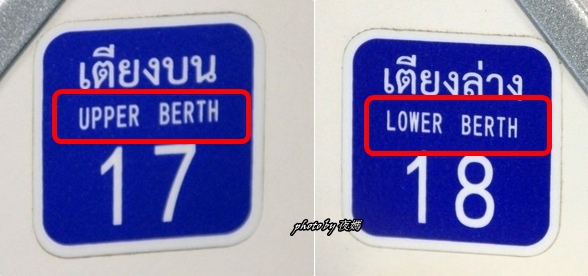 เตียงบน
UPPER BERTH
17
เตียงล่าง
LOWER BERTH
18
photo by 夜嫣